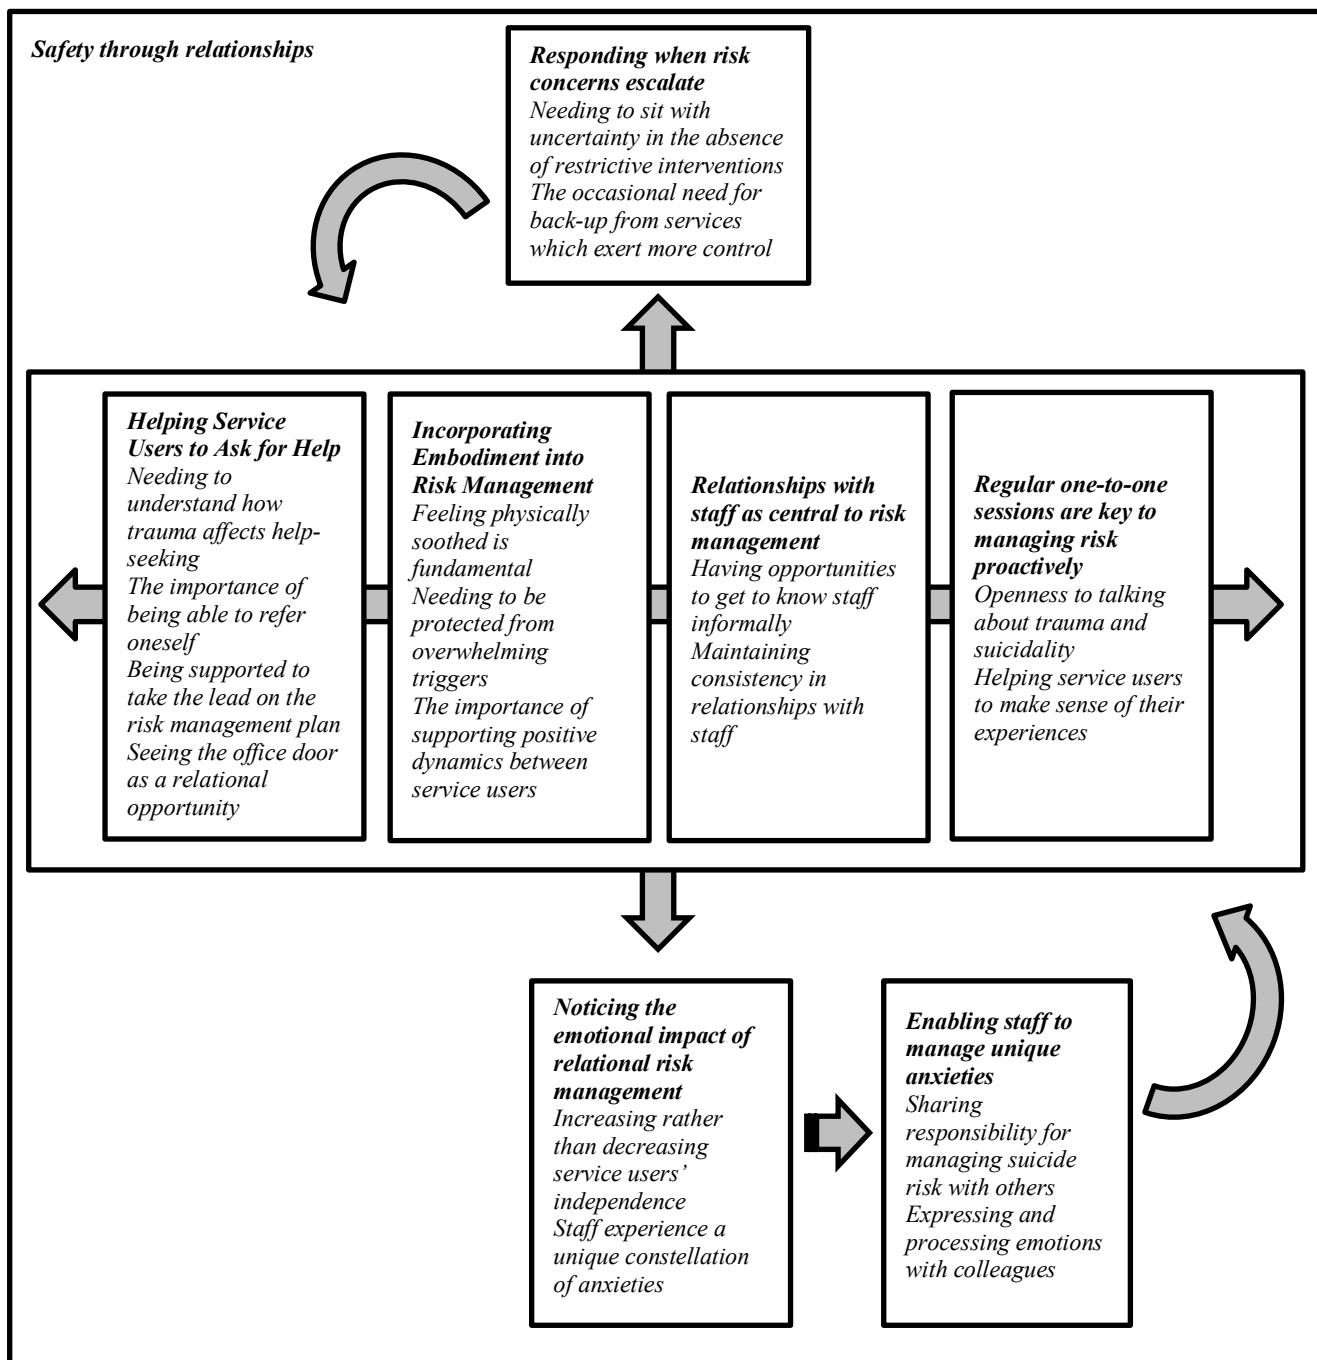 Safety through relationships
Responding when risk
concerns escalate
Needing to sit with
uncertainty in the absence
of restrictive interventions
The occasional need for
back-up from services
which exert more control
Helping Service
Users to Ask for Help
Needing to
understand how
trauma affects help-
seeking
The importance of
being able to refer
oneself
Being supported to
take the lead on the
risk management plan
Seeing the office door
as a relational
opportunity
Incorporating
Embodiment into
Risk Management
Feeling physically
soothed is
fundamental
Needing to be
protected from
overwhelming
triggers
The importance of
supporting positive
dynamics between
service users
Relationships with
staff as central to risk
management
Having opportunities
to get to know staff
informally
Maintaining
consistency in
relationships with
staff
Regular one-to-one
sessions are key to
managing risk
proactively
Openness to talking
about trauma and
suicidality
Helping service users
to make sense of their
experiences
Noticing the
emotional impact of
relational risk
management
Increasing rather
than decreasing
service users’
independence
Staff experience a
unique constellation
of anxieties
Enabling staff to
manage unique
anxieties
Sharing
responsibility for
managing suicide
risk with others
Expressing and
processing emotions
with colleagues